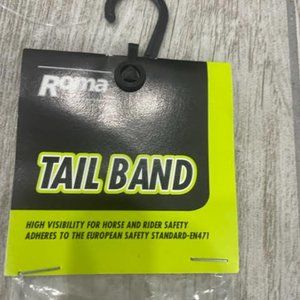 Roma
TAIL BAND
HIGH VISIBILITY FOR HORSE AND RIDER SAFETY
ADHERES TO THE EUROPEAN SAFETY STANDARD-EN471